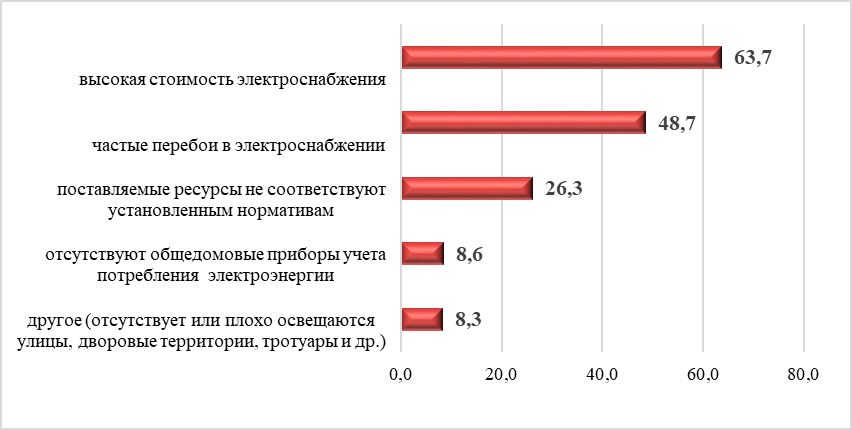 высокая стоимость электроснабжения
63,7
частые перебои в электроснабжении
48,7
поставляемые ресурсы не соответствуют
установленным нормативам
26,3
отсутствуют общедомовые приборы учета
потребления электроэнергии
8,6
другое (отсутствует или плохо освещаются
улицы, дворовые территории, тротуары и др.)
8,3
0,0 20,0 40,0 60,0 80,0